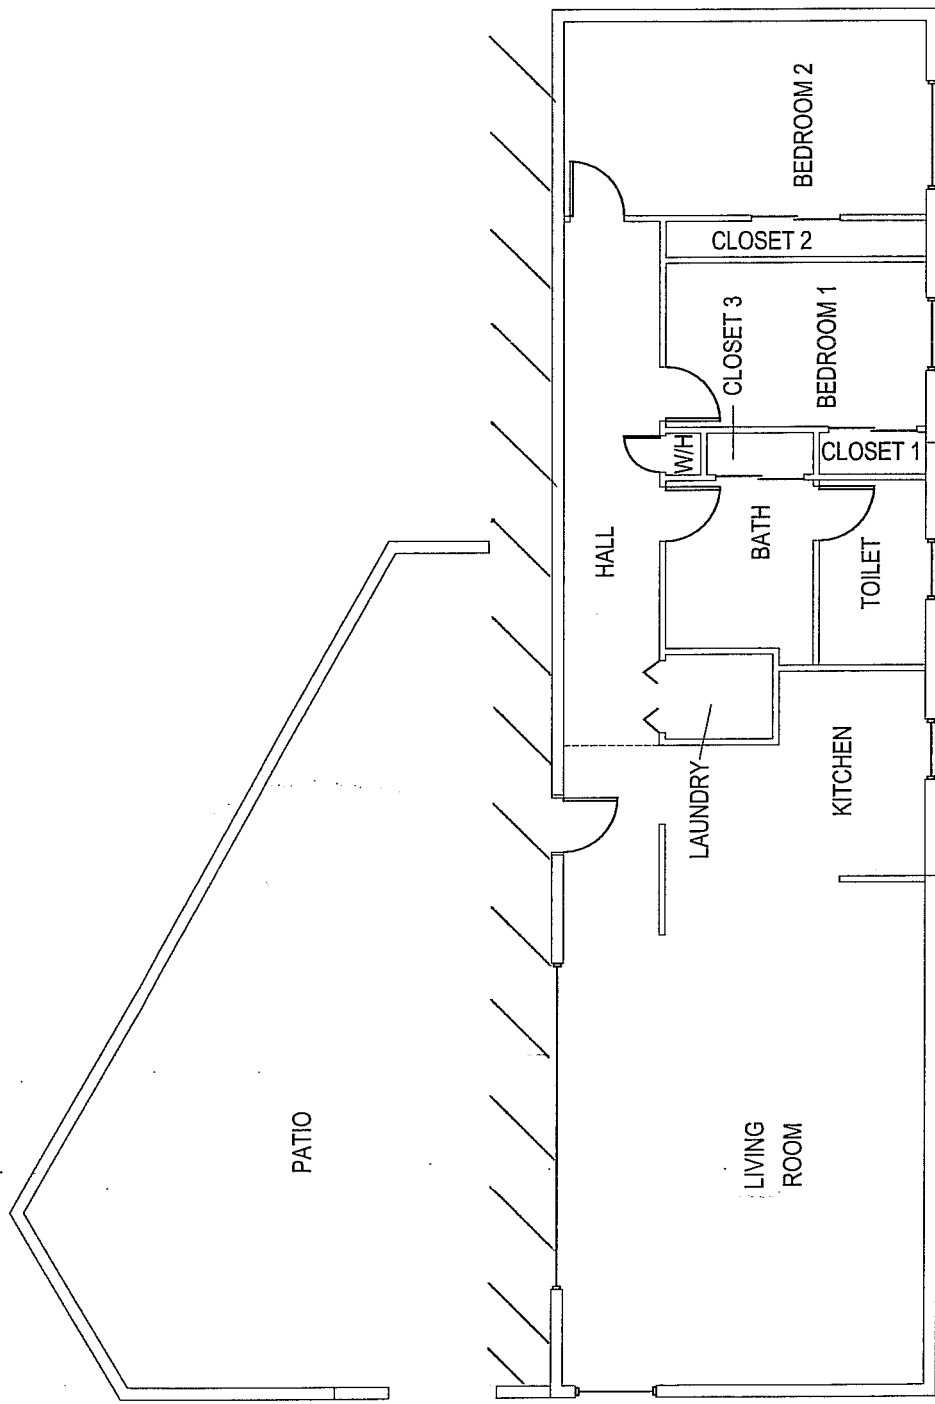 PATIO
LIVING
ROOM
LAUNDRY
KITCHEN
HALL
BATH
TOILET
W/H
CLOSET 3
CLOSET 1
BEDROOM 1
CLOSET 2
BEDROOM 2